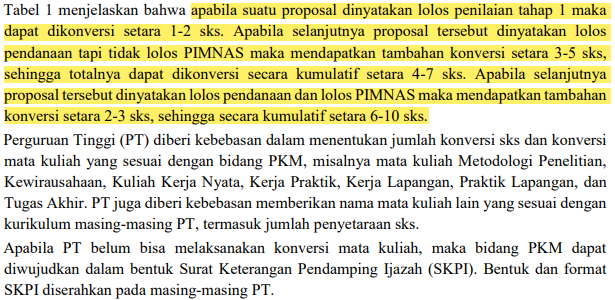 Tabel 1 menjelaskan bahwa apabila suatu proposal dinyatakan lolos penilaian tahap 1 maka
dapat dikonversi setara 1-2 sks. Apabila selanjutnya proposal tersebut dinyatakan lolos
pendanaan tapi tidak lolos PIMNAS maka mendapatkan tambahan konversi setara 3-5 sks,
sehingga totalnya dapat dikonversi secara kumulatif setara 4-7 sks. Apabila selanjutnya
proposal tersebut dinyatakan lolos pendanaan dan lolos PIMNAS maka mendapatkan tambahan
konversi setara 2-3 sks, sehingga secara kumulatif setara 6-10 sks.
Perguruan Tinggi (PT) diberi kebebasan dalam menentukan jumlah konversi sks dan konversi
mata kuliah yang sesuai dengan bidang PKM, misalnya mata kuliah Metodologi Penelitian,
Kewirausahaan, Kuliah Kerja Nyata, Kerja Praktik, Kerja Lapangan, Praktik Lapangan, dan
Tugas Akhir. PT juga diberi kebebasan memberikan nama mata kuliah lain yang sesuai dengan
kurikulum masing-masing PT, termasuk jumlah penyetaraan sks.
Apabila PT belum bisa melaksanakan konversi mata kuliah, maka bidang PKM dapat
diwujudkan dalam bentuk Surat Keterangan Pendamping Ijazah (SKPI). Bentuk dan format
SKPI diserahkan pada masing-masing PT.